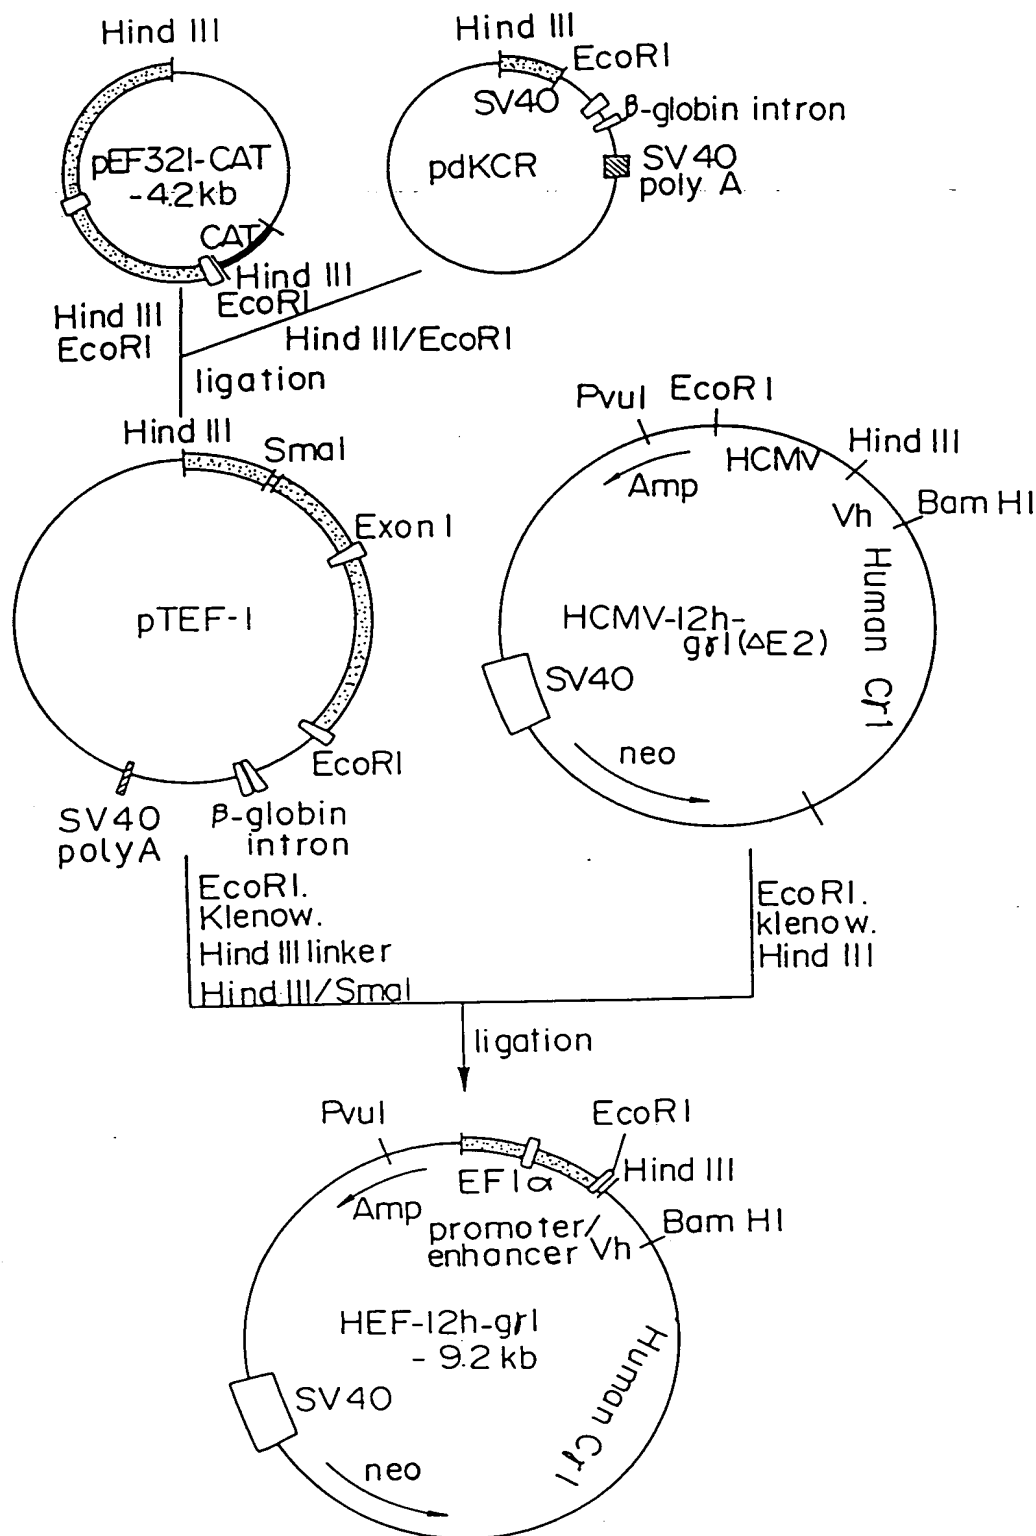 Hind III
pEF321-CAT
-4.2kb
CAT
Hind III
EcoRI
Hind III
EcoRI
SV40
β-globin intron
SV40
poly A
pdKCR
Hind III
EcoRI
Hind III/EcoRI
ligation
Hind III
SmaI
Exon I
pTEF-1
EcoRI
β-globin
intron
SV40
polyA
PvuI
EcoRI
HCMV
Hind III
Amp
Vh
Bam HI
HCMV-12h-
gγ1(ΔE2)
Human Cγ1
SV40
neo
EcoRI.
Klenow.
Hind III linker
Hind III/SmaI
EcoRI.
klenow.
Hind III
ligation
PvuI
EcoRI
Hind III
EF1α
Amp
promoter/
enhancer
Vh
Bam HI
HEF-12h-gγ1
- 9.2 kb
Human Cγ1
SV40
neo